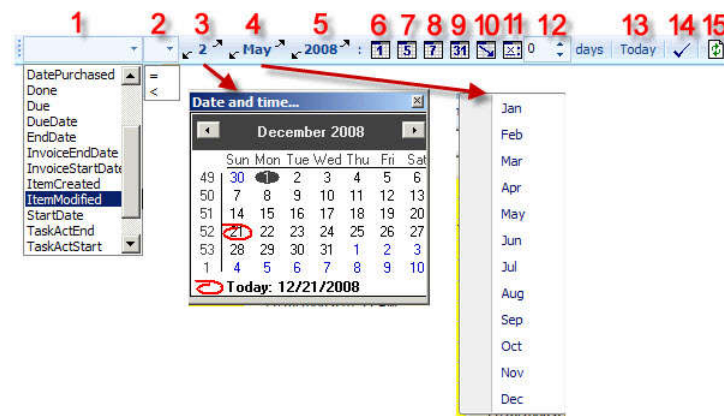 1 2 3 4 5 6 7 8 9 10 11 12 13 14 15
2 May 2008 : 1 5 7 31 x: 0 days Today
DatePurchased
Done
Due
DueDate
EndDate
InvoiceEndDate
InvoiceStartDate
ItemCreated
ItemModified
StartDate
TaskActEnd
TaskActStart
=
<
Date and time...
December 2008
Sun Mon Tue Wed Thu Fri Sat
49 30 1 2 3 4 5 6
50 7 8 9 10 11 12 13
51 14 15 16 17 18 19 20
52 21 22 23 24 25 26 27
53 28 29 30 31 1 2 3
1 4 5 6 7 8 9 10
Today: 12/21/2008
Jan
Feb
Mar
Apr
May
Jun
Jul
Aug
Sep
Oct
Nov
Dec